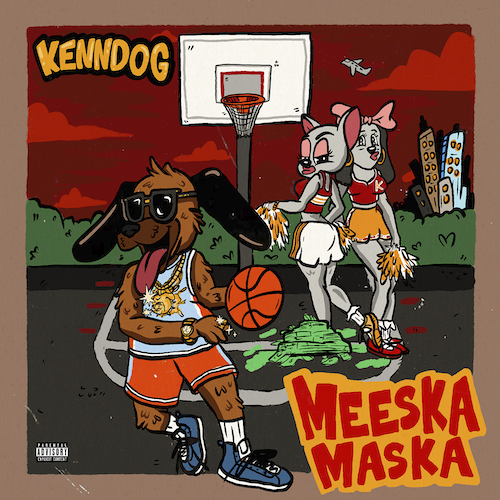 KENNDOG
K
MEESKA
MASKA
PARENTAL
ADVISORY
EXPLICIT CONTENT